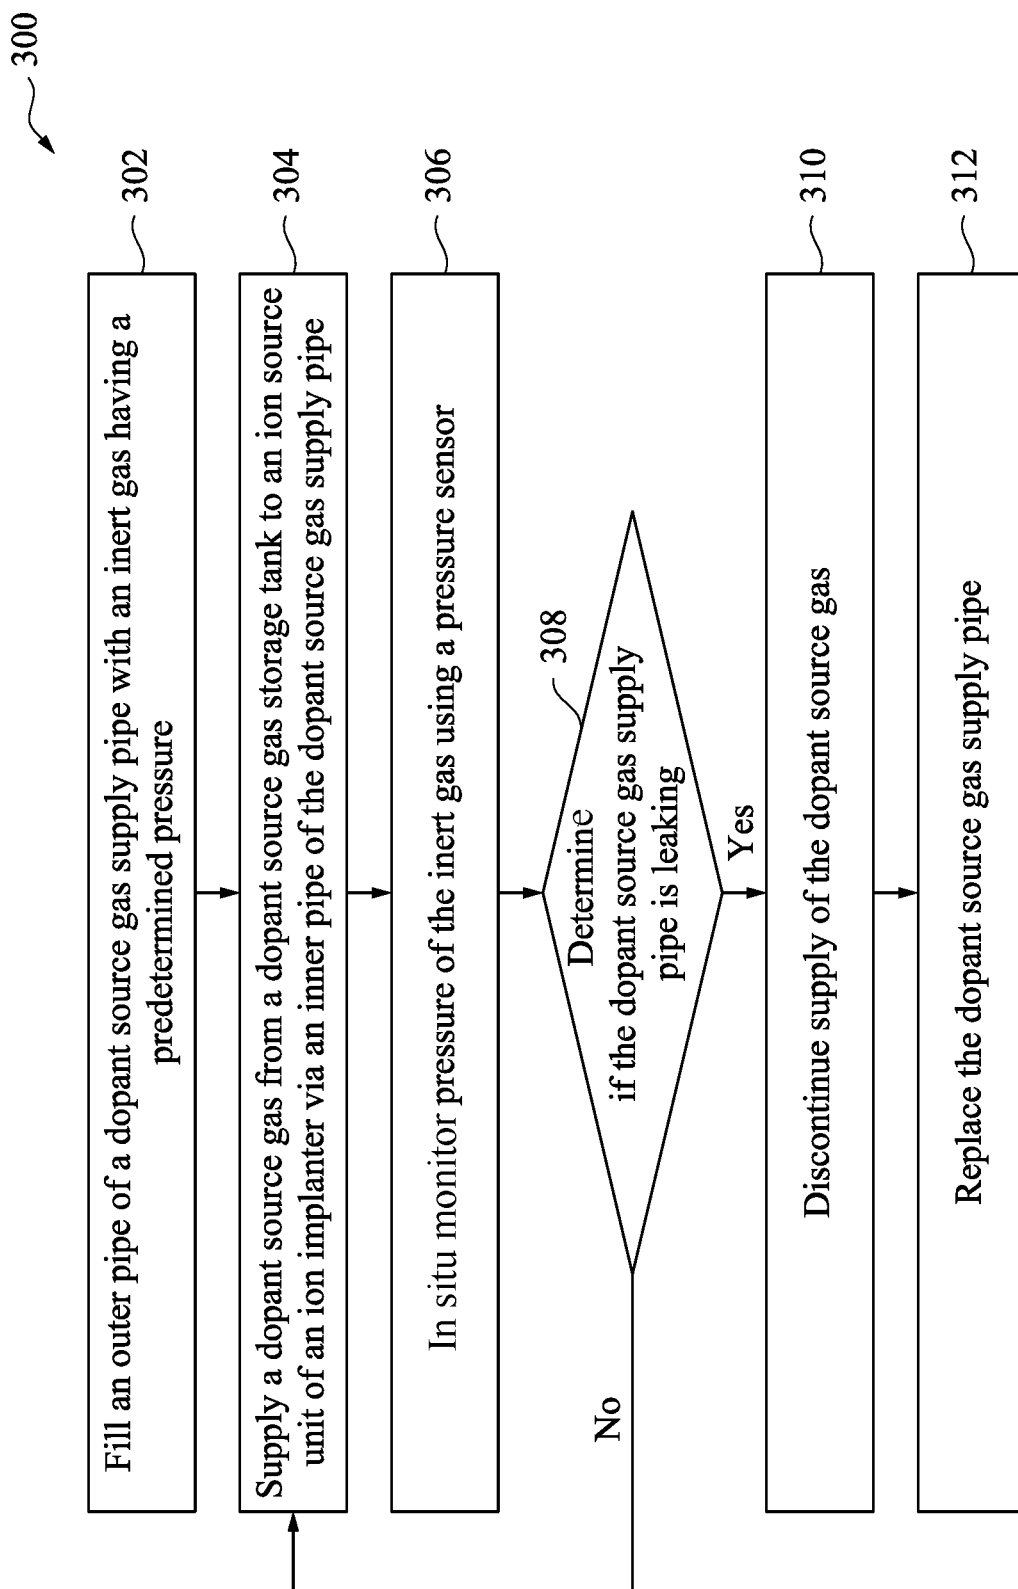 300
302
Fill an outer pipe of a dopant source gas supply pipe with an inert gas having a
predetermined pressure
304
Supply a dopant source gas from a dopant source gas storage tank to an ion source
unit of an ion implanter via an inner pipe of the dopant source gas supply pipe
306
In situ monitor pressure of the inert gas using a pressure sensor
308
Determine
if the dopant source gas supply
pipe is leaking
No
Yes
310
Discontinue supply of the dopant source gas
312
Replace the dopant source gas supply pipe